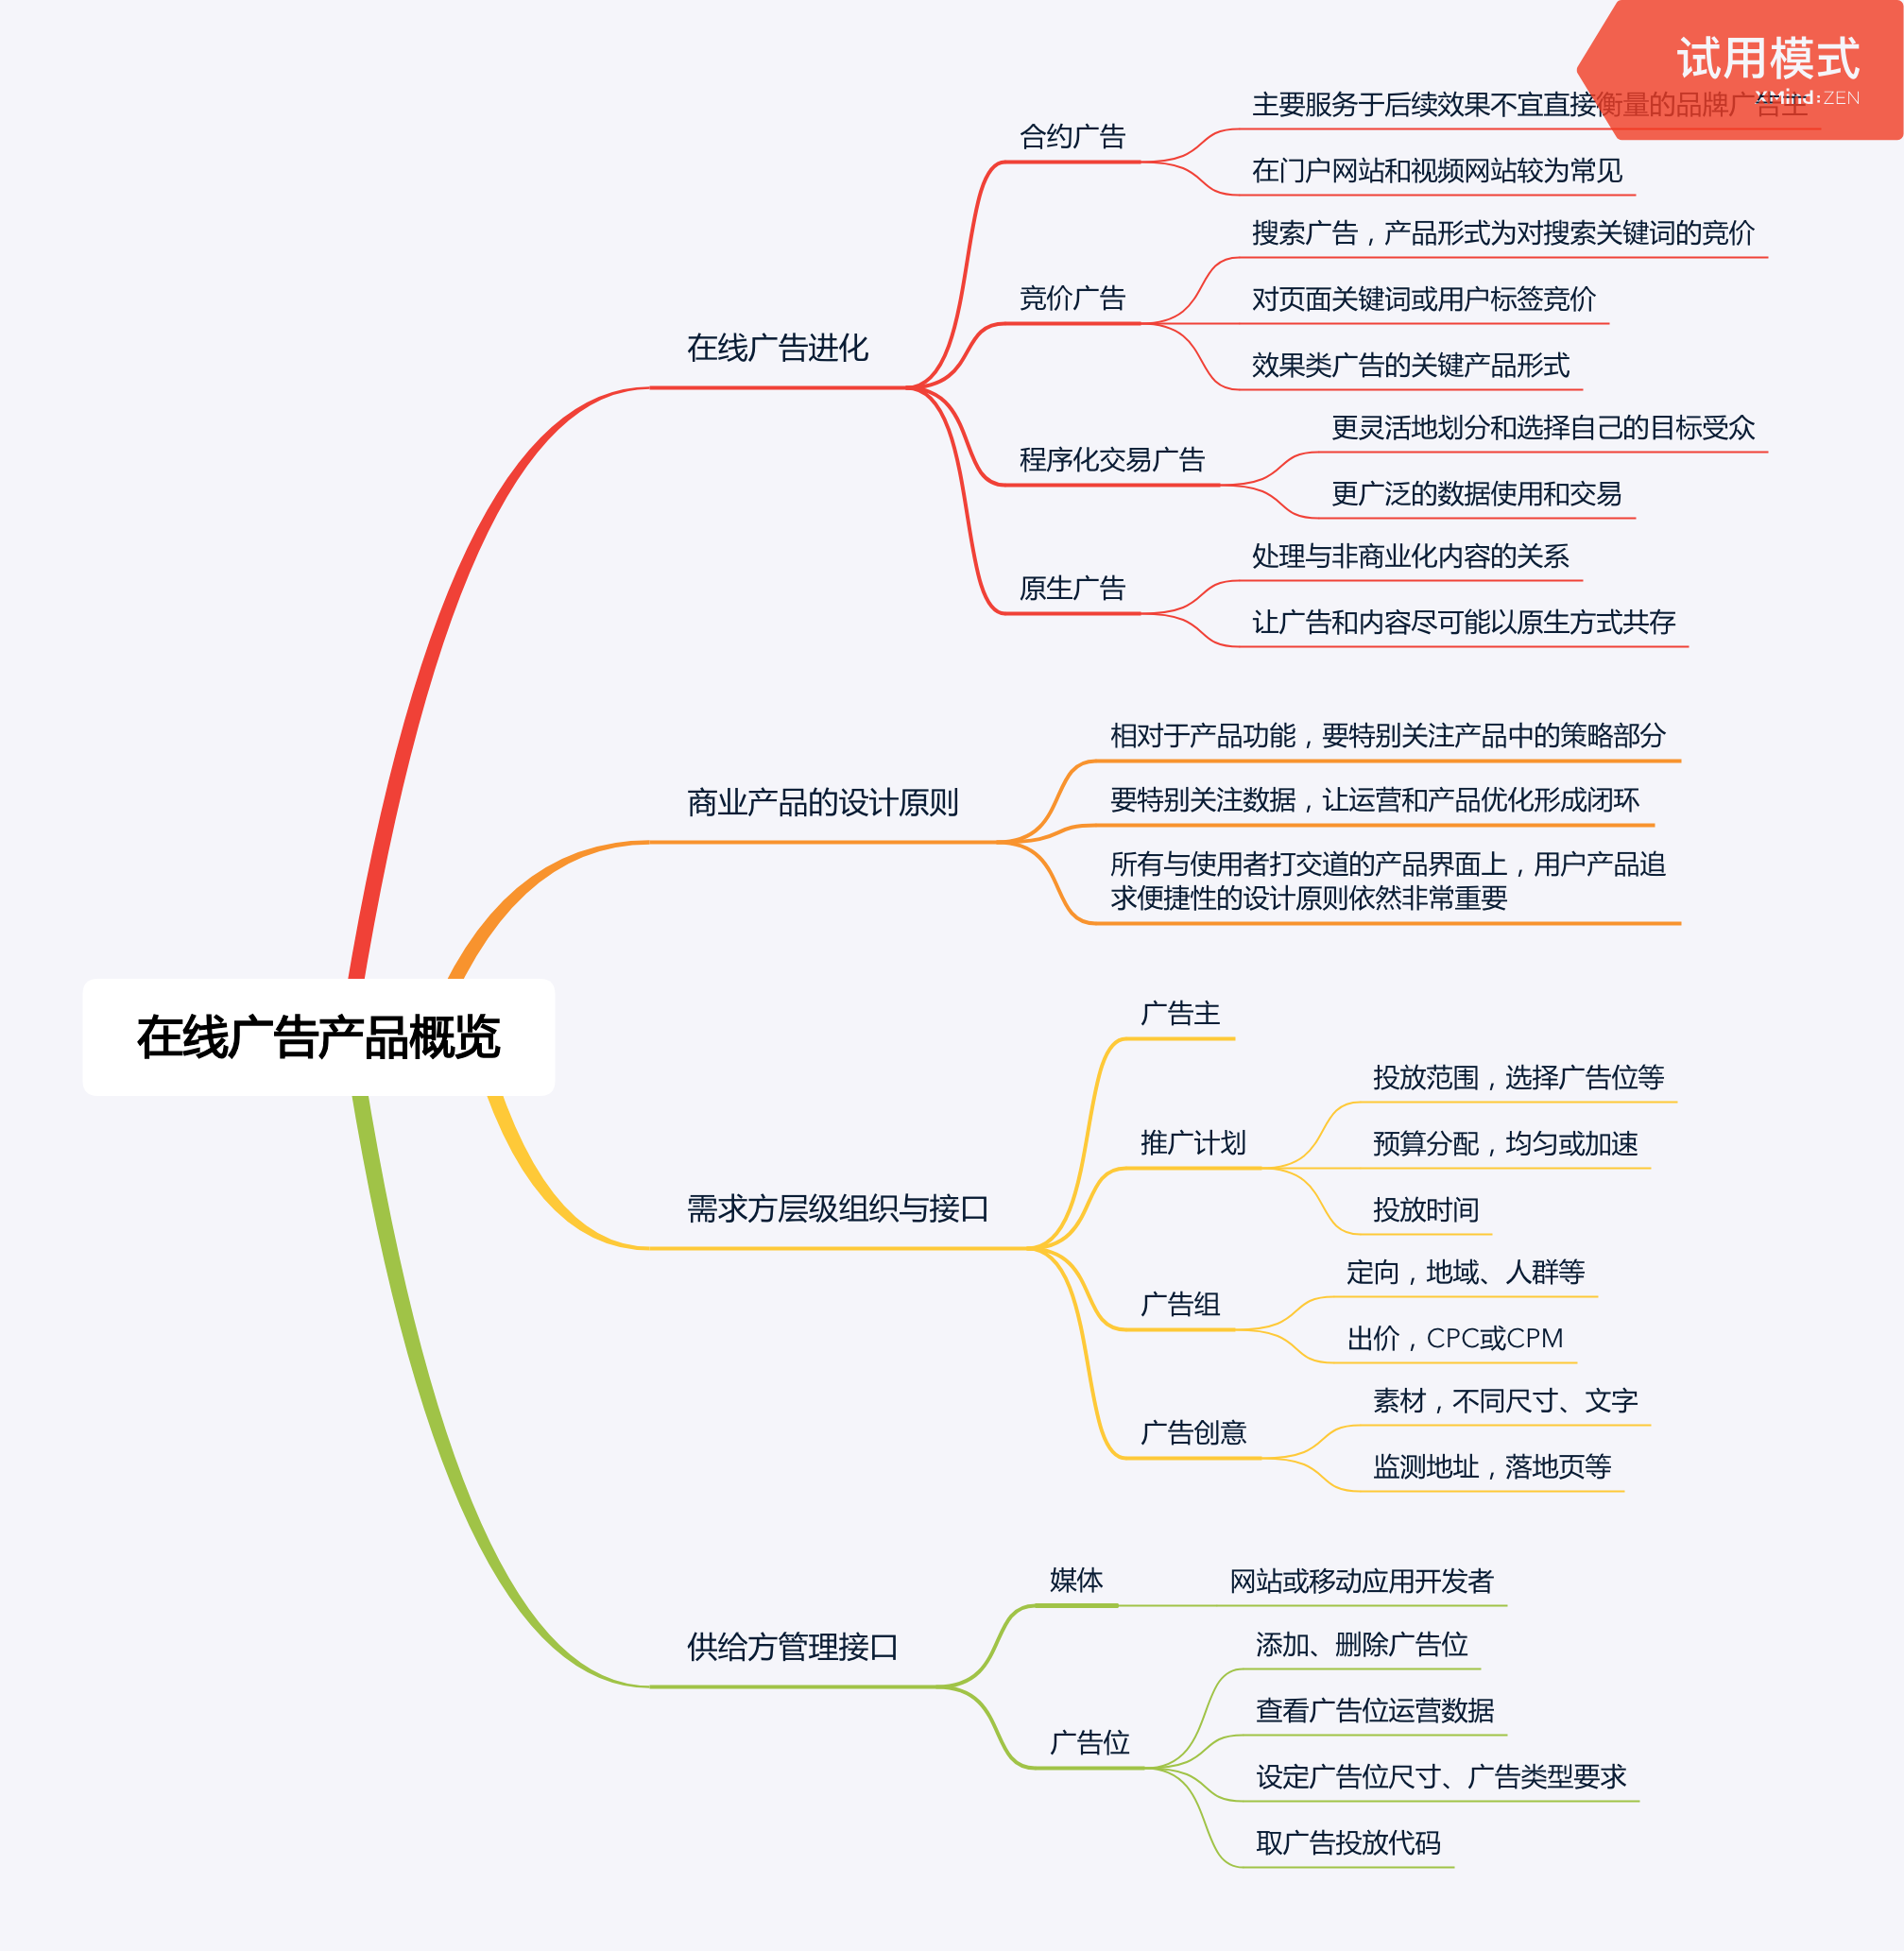 试用模式
XMind:ZEN
主要服务于后续效果不宜直接衡量的品牌广告主
合约广告
在门户网站和视频网站较为常见
搜索广告，产品形式为对搜索关键词的竞价
竞价广告
对页面关键词或用户标签竞价
在线广告进化
效果类广告的关键产品形式
更灵活地划分和选择自己的目标受众
程序化交易广告
更广泛的数据使用和交易
处理与非商业化内容的关系
原生广告
让广告和内容尽可能以原生方式共存
相对于产品功能，要特别关注产品中的策略部分
商业产品的设计原则
要特别关注数据，让运营和产品优化形成闭环
所有与使用者打交道的产品界面上，用户产品追
求便捷性的设计原则依然非常重要
在线广告产品概览
广告主
投放范围，选择广告位等
推广计划
预算分配，均匀或加速
投放时间
需求方层级组织与接口
定向，地域、人群等
广告组
出价，CPC或CPM
素材，不同尺寸、文字
广告创意
监测地址，落地页等
媒体
网站或移动应用开发者
供给方管理接口
添加、删除广告位
查看广告位运营数据
广告位
设定广告位尺寸、广告类型要求
取广告投放代码